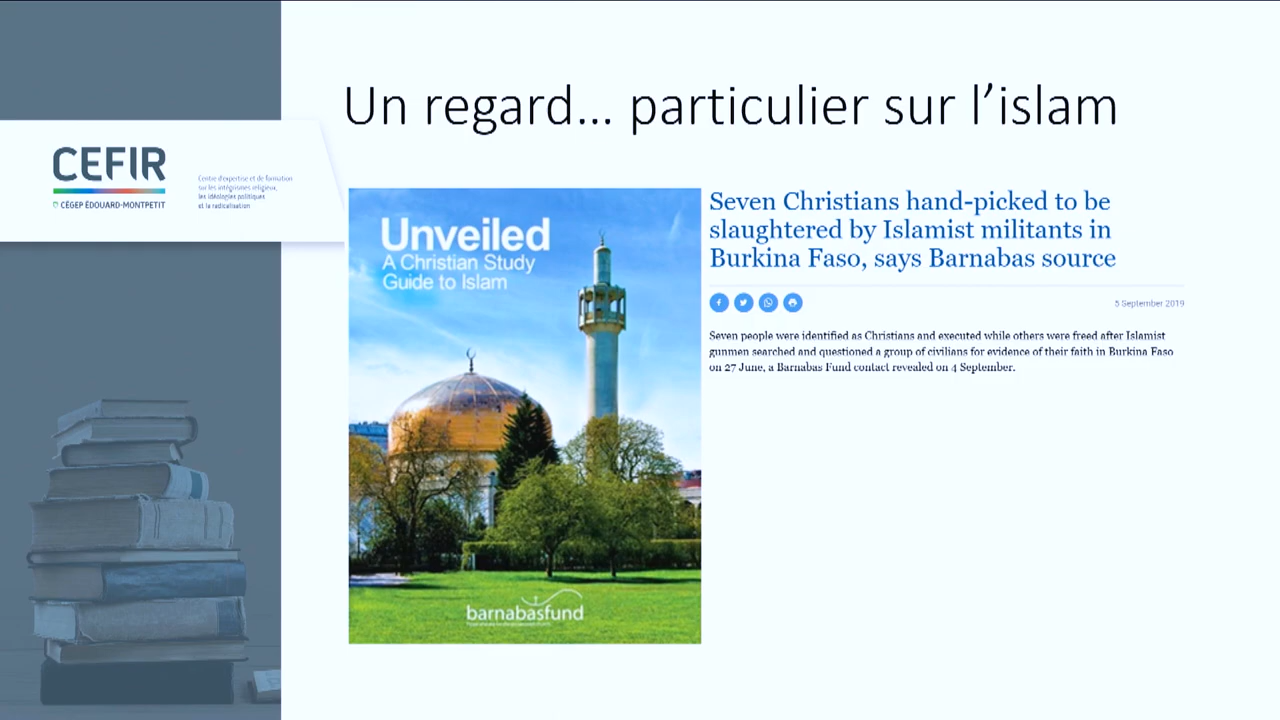 Un regard... particulier sur l'islam
CEFIR
CÉGEP ÉDOUARD-MONTPETIT
Centre d'expertise et de formation
sur les intégrismes religieux,
les idéologies politiques
et la radicalisation
Unveiled
A Christian Study
Guide to Islam
barnabasfund
Seven Christians hand-picked to be
slaughtered by Islamist militants in
Burkina Faso, says Barnabas source
5 September 2019
Seven people were identified as Christians and executed while others were freed after Islamist
gunmen searched and questioned a group of civilians for evidence of their faith in Burkina Faso
on 27 June, a Barnabas Fund contact revealed on 4 September.